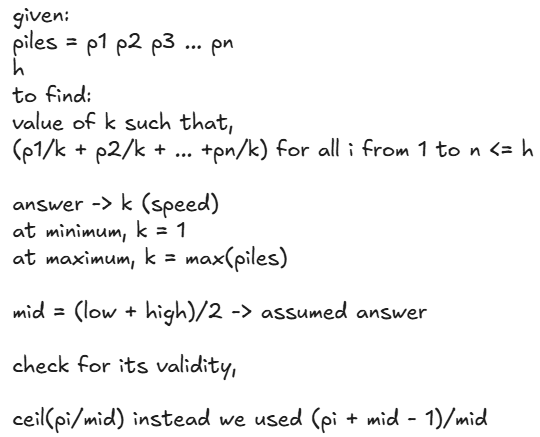 given:
piles = p1 p2 p3 ... pn
h
to find:
value of k such that,
(p1/k + p2/k + ... +pn/k) for all i from 1 to n <= h
answer -> k (speed)
at minimum, k = 1
at maximum, k = max(piles)
mid = (low + high)/2 -> assumed answer
check for its validity,
ceil(pi/mid) instead we used (pi + mid - 1)/mid